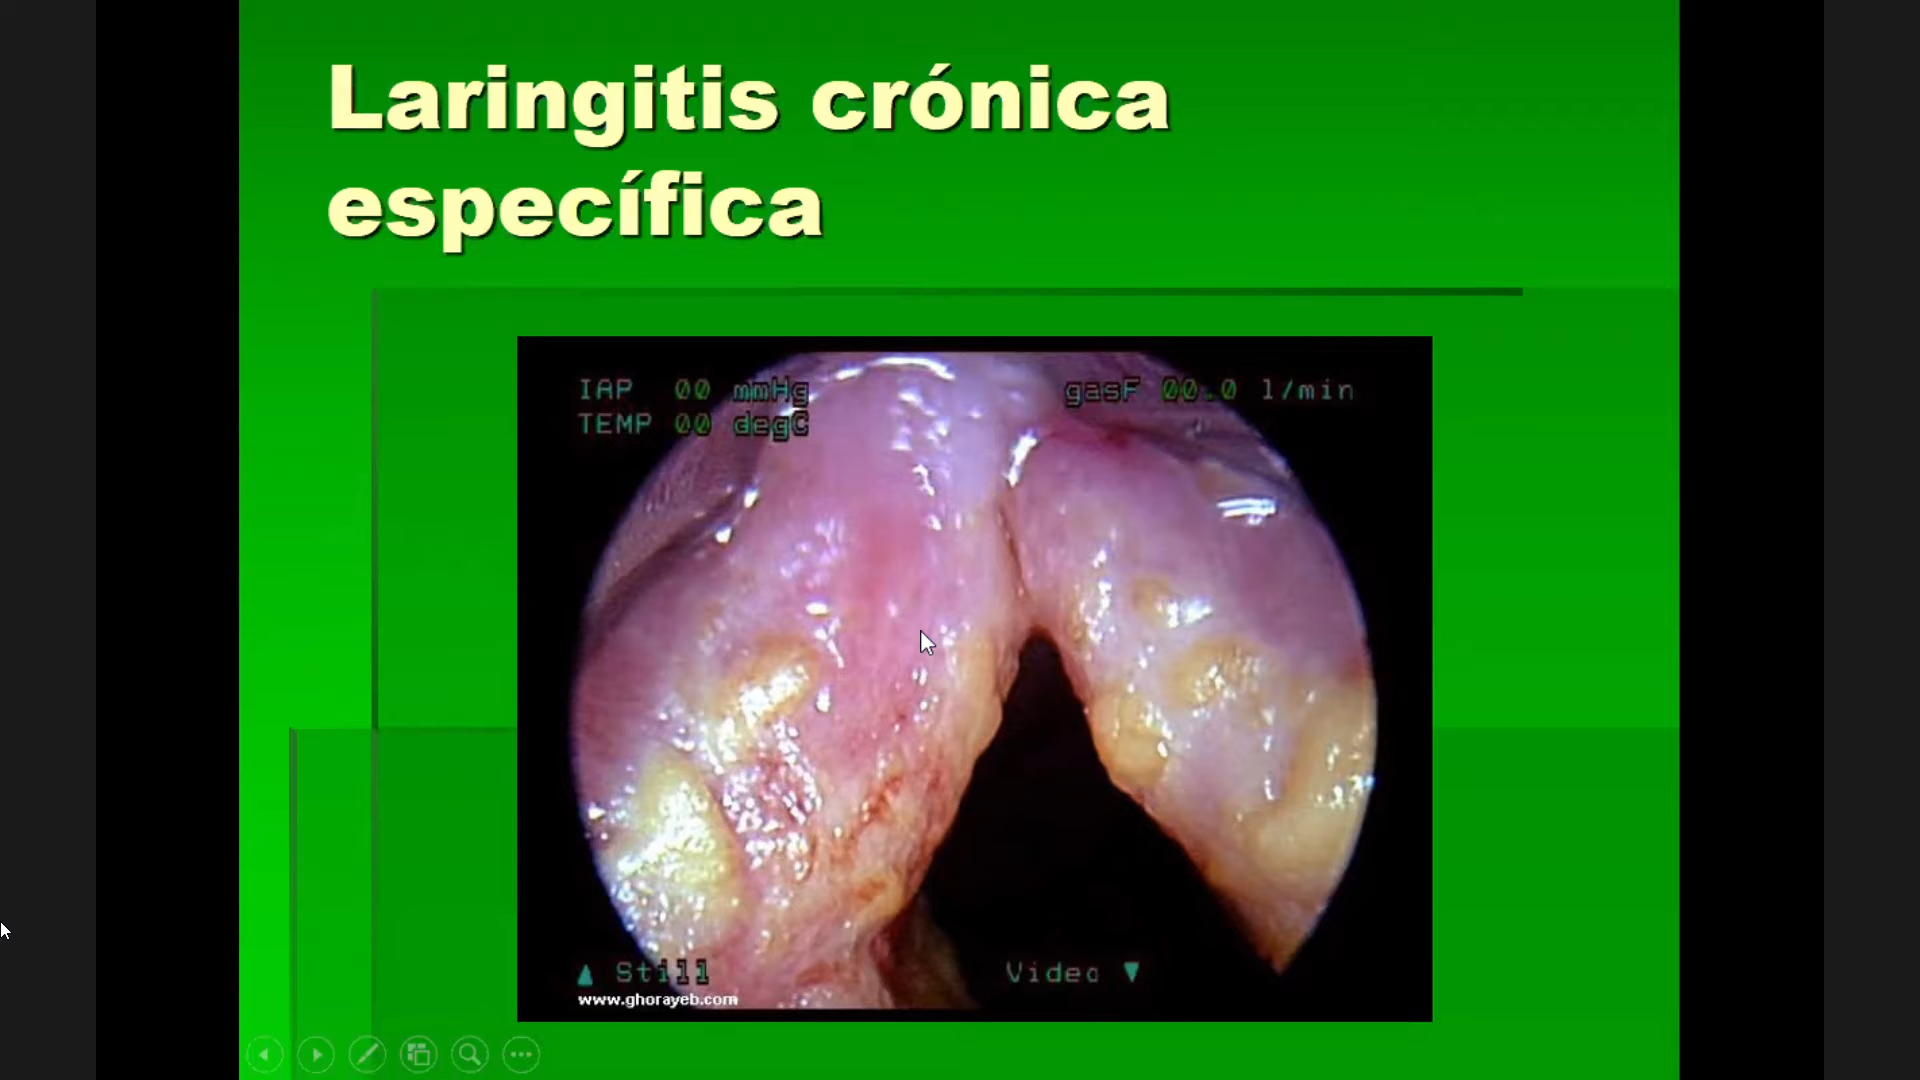 Laringitis crónica
específica
IAP 00 mmHg
gasF 00.0 l/min
TEMP 00 degC
▲ Still
Video ▼
www.ghorayeb.com